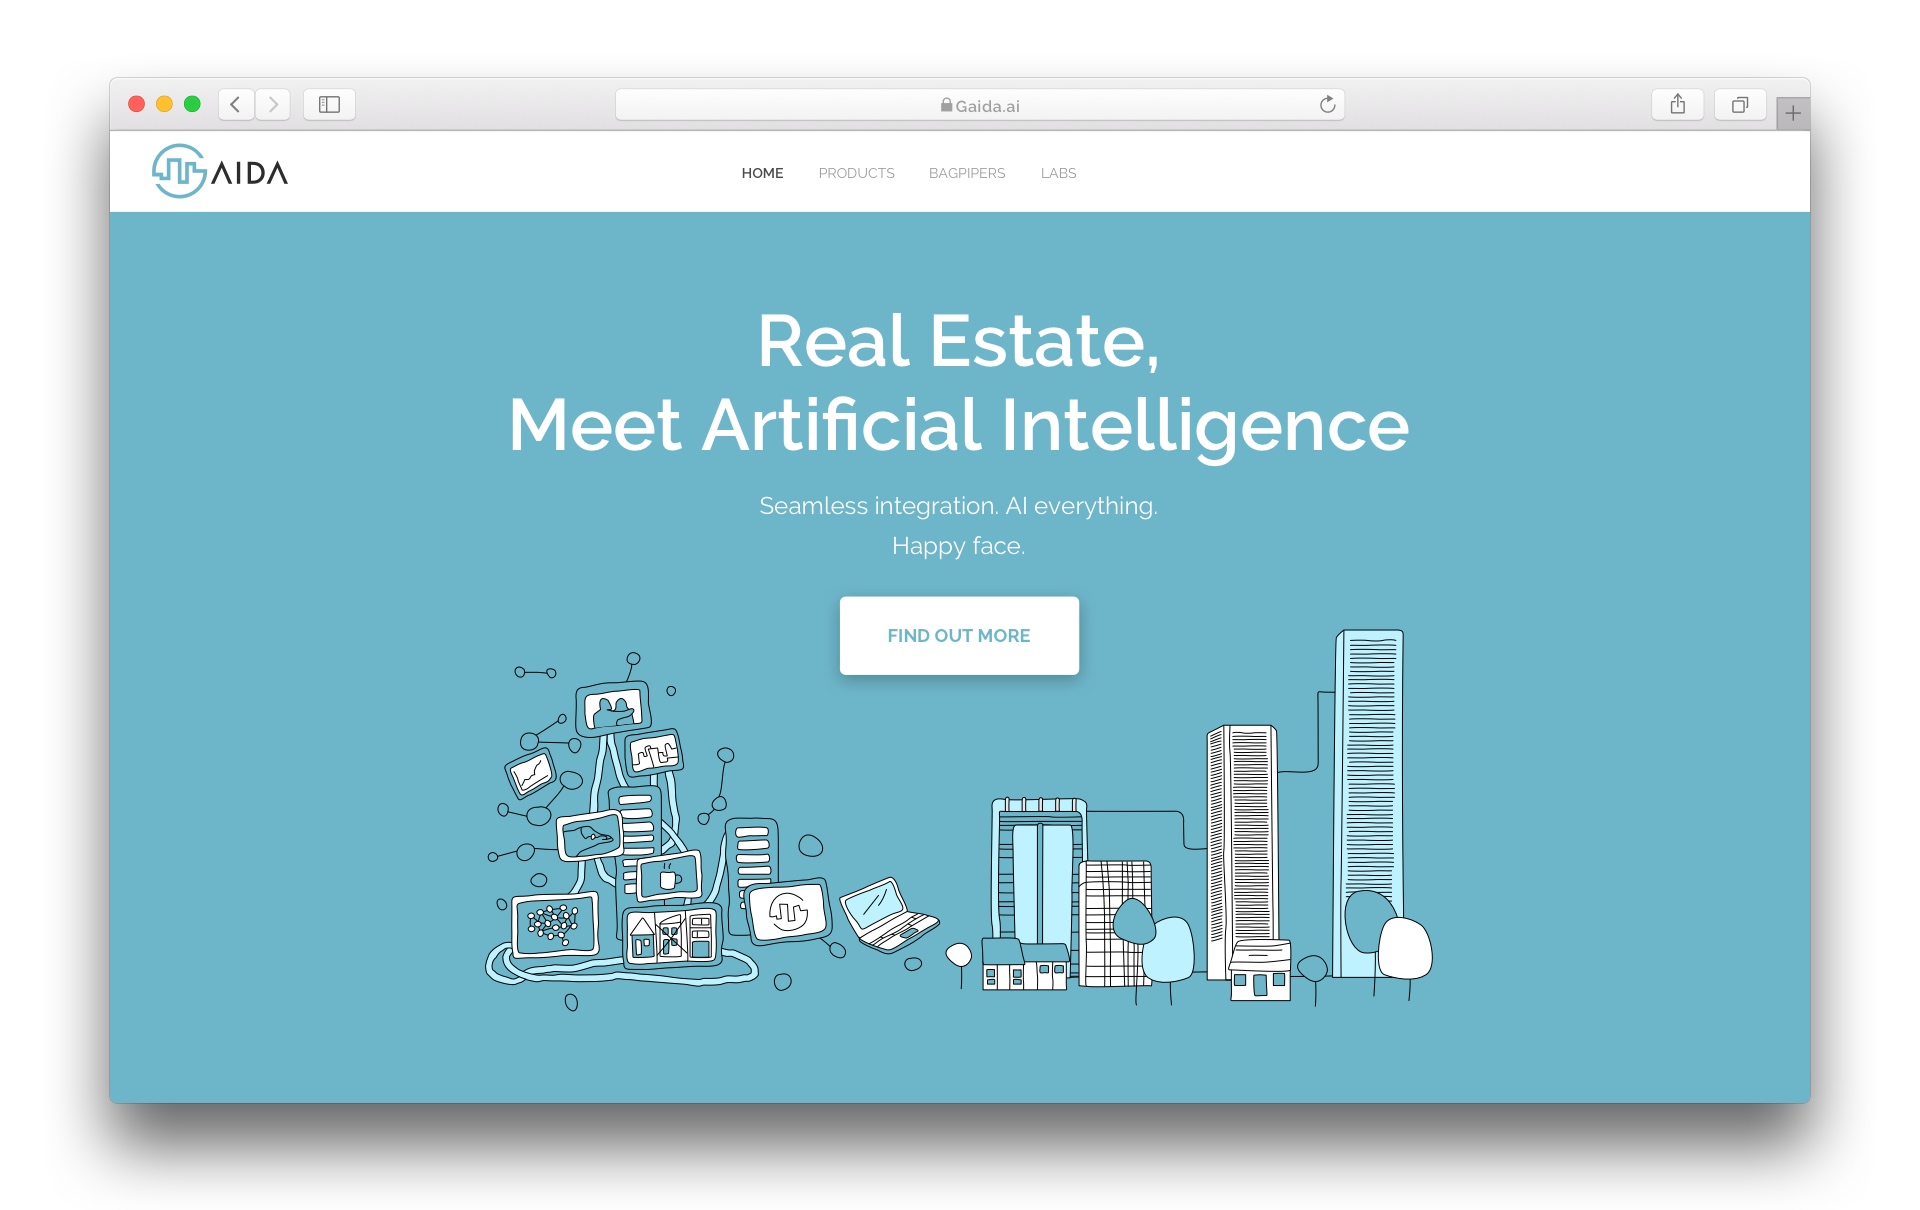 Gaida.ai
AIDA
HOME PRODUCTS BAGPIPERS LABS
Real Estate,
Meet Artificial Intelligence
Seamless integration. AI everything.
Happy face.
FIND OUT MORE